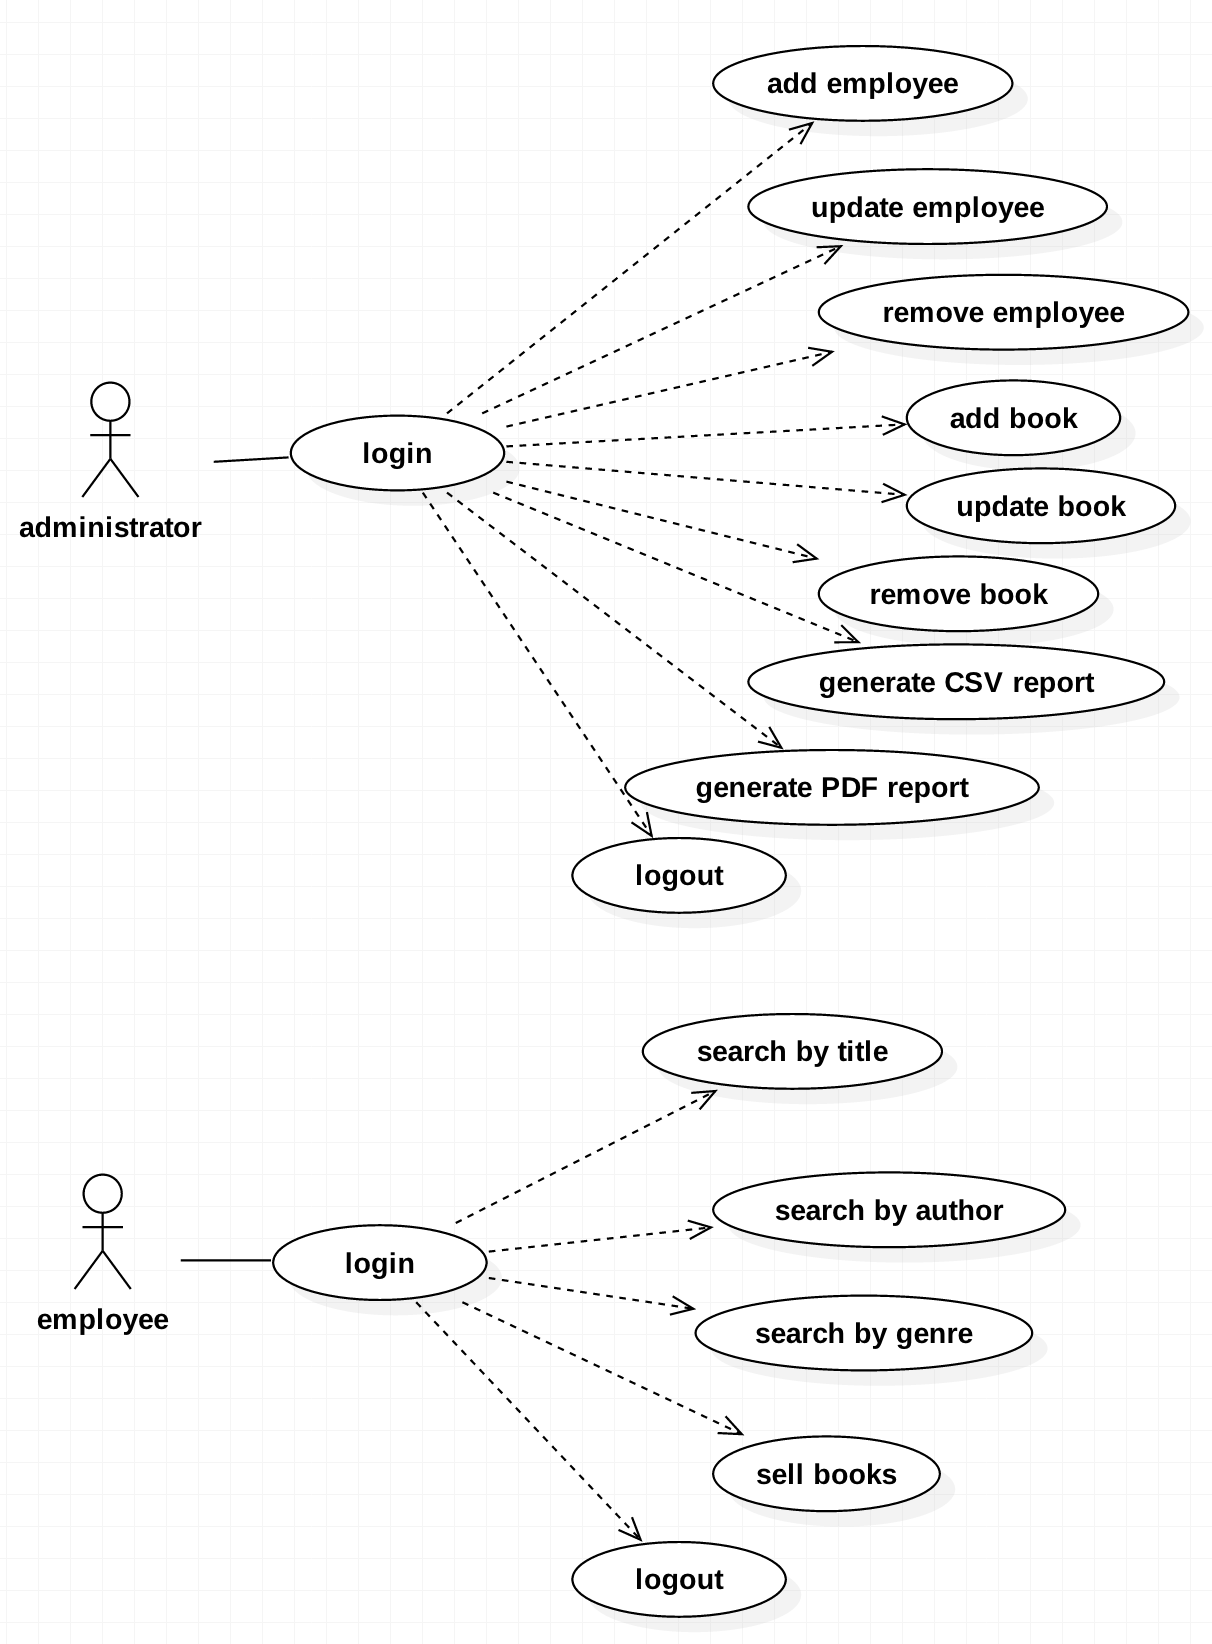 add employee
update employee
remove employee
add book
login
administrator
update book
remove book
generate CSV report
generate PDF report
logout
search by title
search by author
login
employee
search by genre
sell books
logout